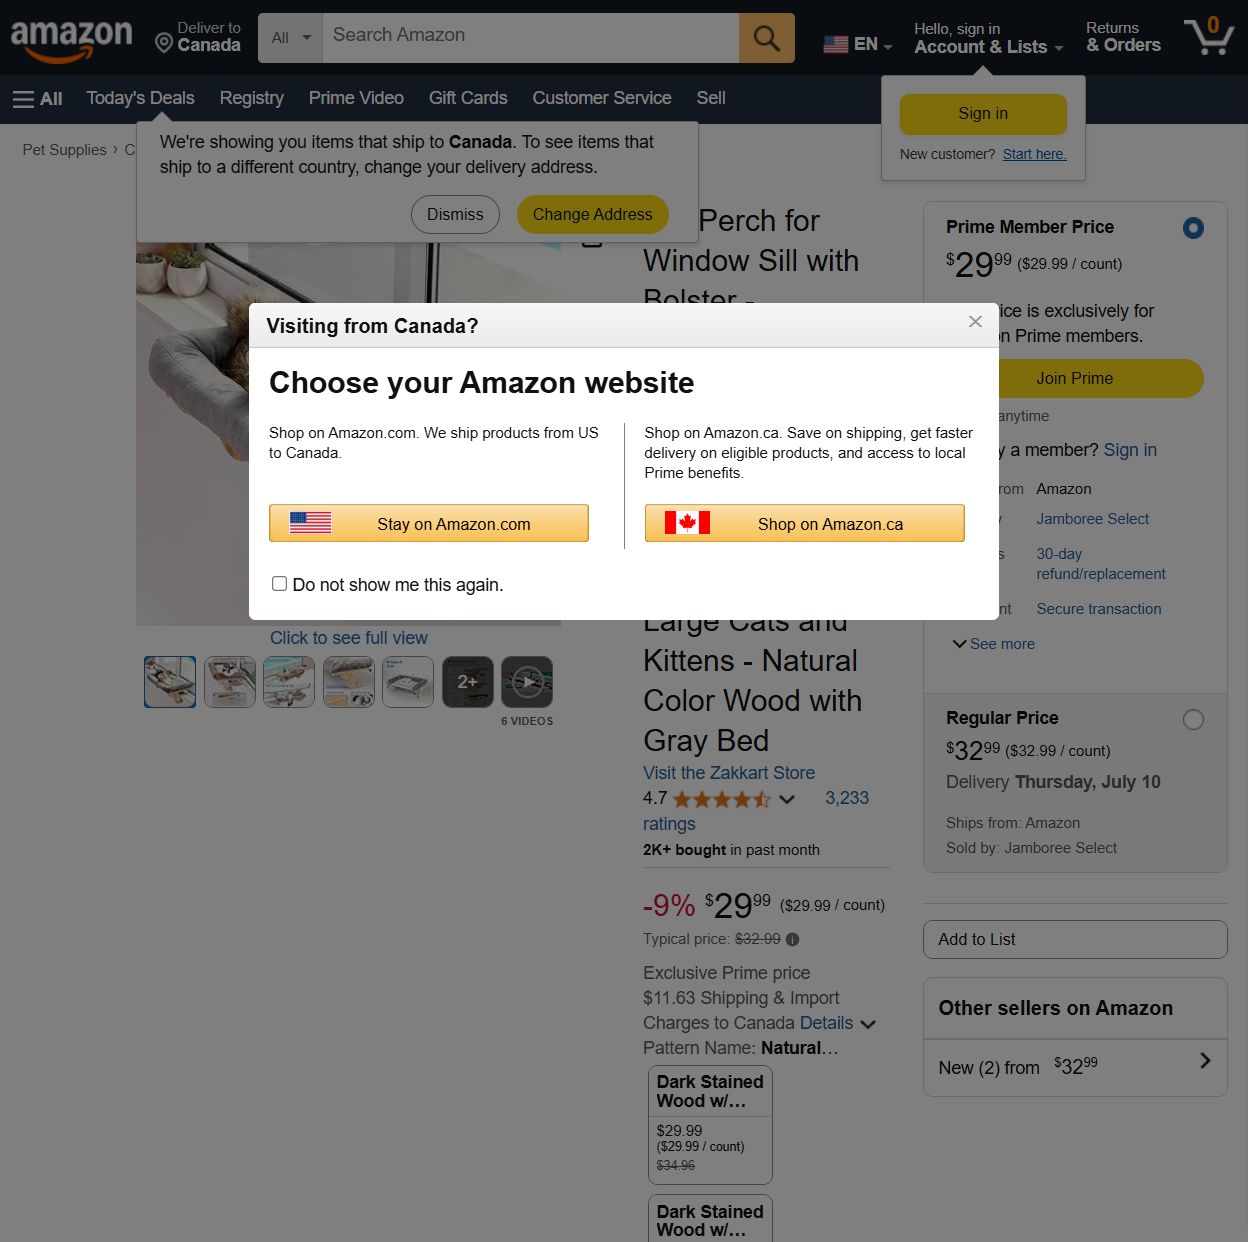 amazon
Deliver to
Canada
All
Search Amazon
EN
Hello, sign in
Account & Lists
Returns
& Orders
0
All
Today's Deals
Registry
Prime Video
Gift Cards
Customer Service
Sell
Sign in
New customer? Start here.
Pet Supplies › C
We're showing you items that ship to Canada. To see items that
ship to a different country, change your delivery address.
Dismiss
Change Address
Perch for
Window Sill with
Bolster -
Visiting from Canada?
Choose your Amazon website
Shop on Amazon.com. We ship products from US
to Canada.
Stay on Amazon.com
Shop on Amazon.ca. Save on shipping, get faster
delivery on eligible products, and access to local
Prime benefits.
Shop on Amazon.ca
Do not show me this again.
Large Cats and
Kittens - Natural
Color Wood with
Gray Bed
Click to see full view
2+
6 VIDEOS
Visit the Zakkart Store
4.7
3,233
ratings
2K+ bought in past month
-9% $29.99 ($29.99 / count)
Typical price: $32.99
Exclusive Prime price
$11.63 Shipping & Import
Charges to Canada Details
Pattern Name: Natural…
Dark Stained
Wood w/…
$29.99
($29.99 / count)
$34.96
Dark Stained
Wood w/…
Prime Member Price
$29.99 ($29.99 / count)
ice is exclusively for
n Prime members.
Join Prime
anytime
y a member? Sign in
rom Amazon
Jamboree Select
s 30-day
refund/replacement
nt Secure transaction
See more
Regular Price
$32.99 ($32.99 / count)
Delivery Thursday, July 10
Ships from: Amazon
Sold by: Jamboree Select
Add to List
Other sellers on Amazon
New (2) from $32.99